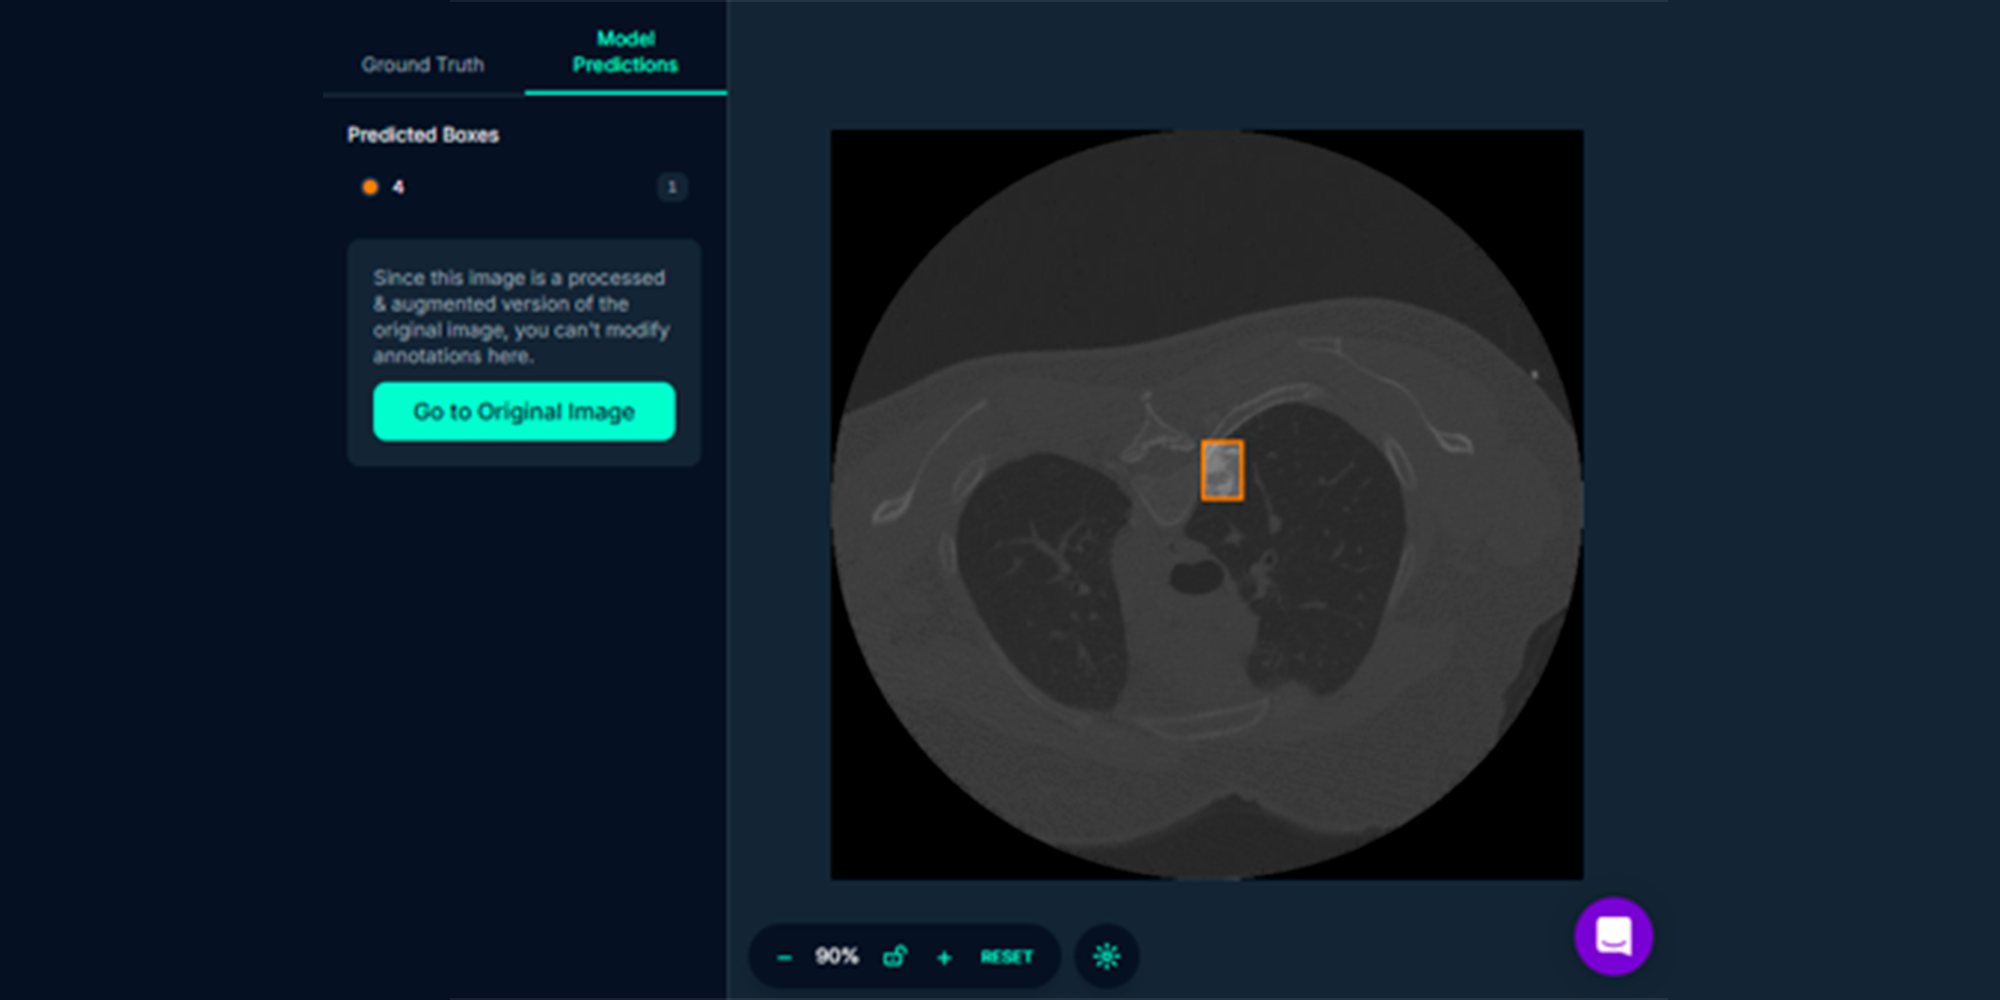 Ground Truth
Model
Predictions
Predicted Boxes
4
1
Since this image is a processed
& augmented version of the
original image, you can't modify
annotations here.
Go to Original Image
− 90% + RESET